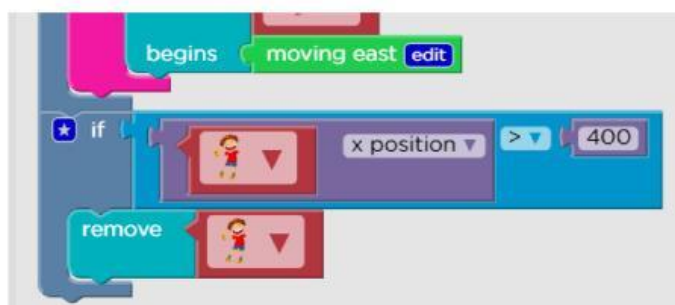 begins moving east edit
if x position > 400
remove